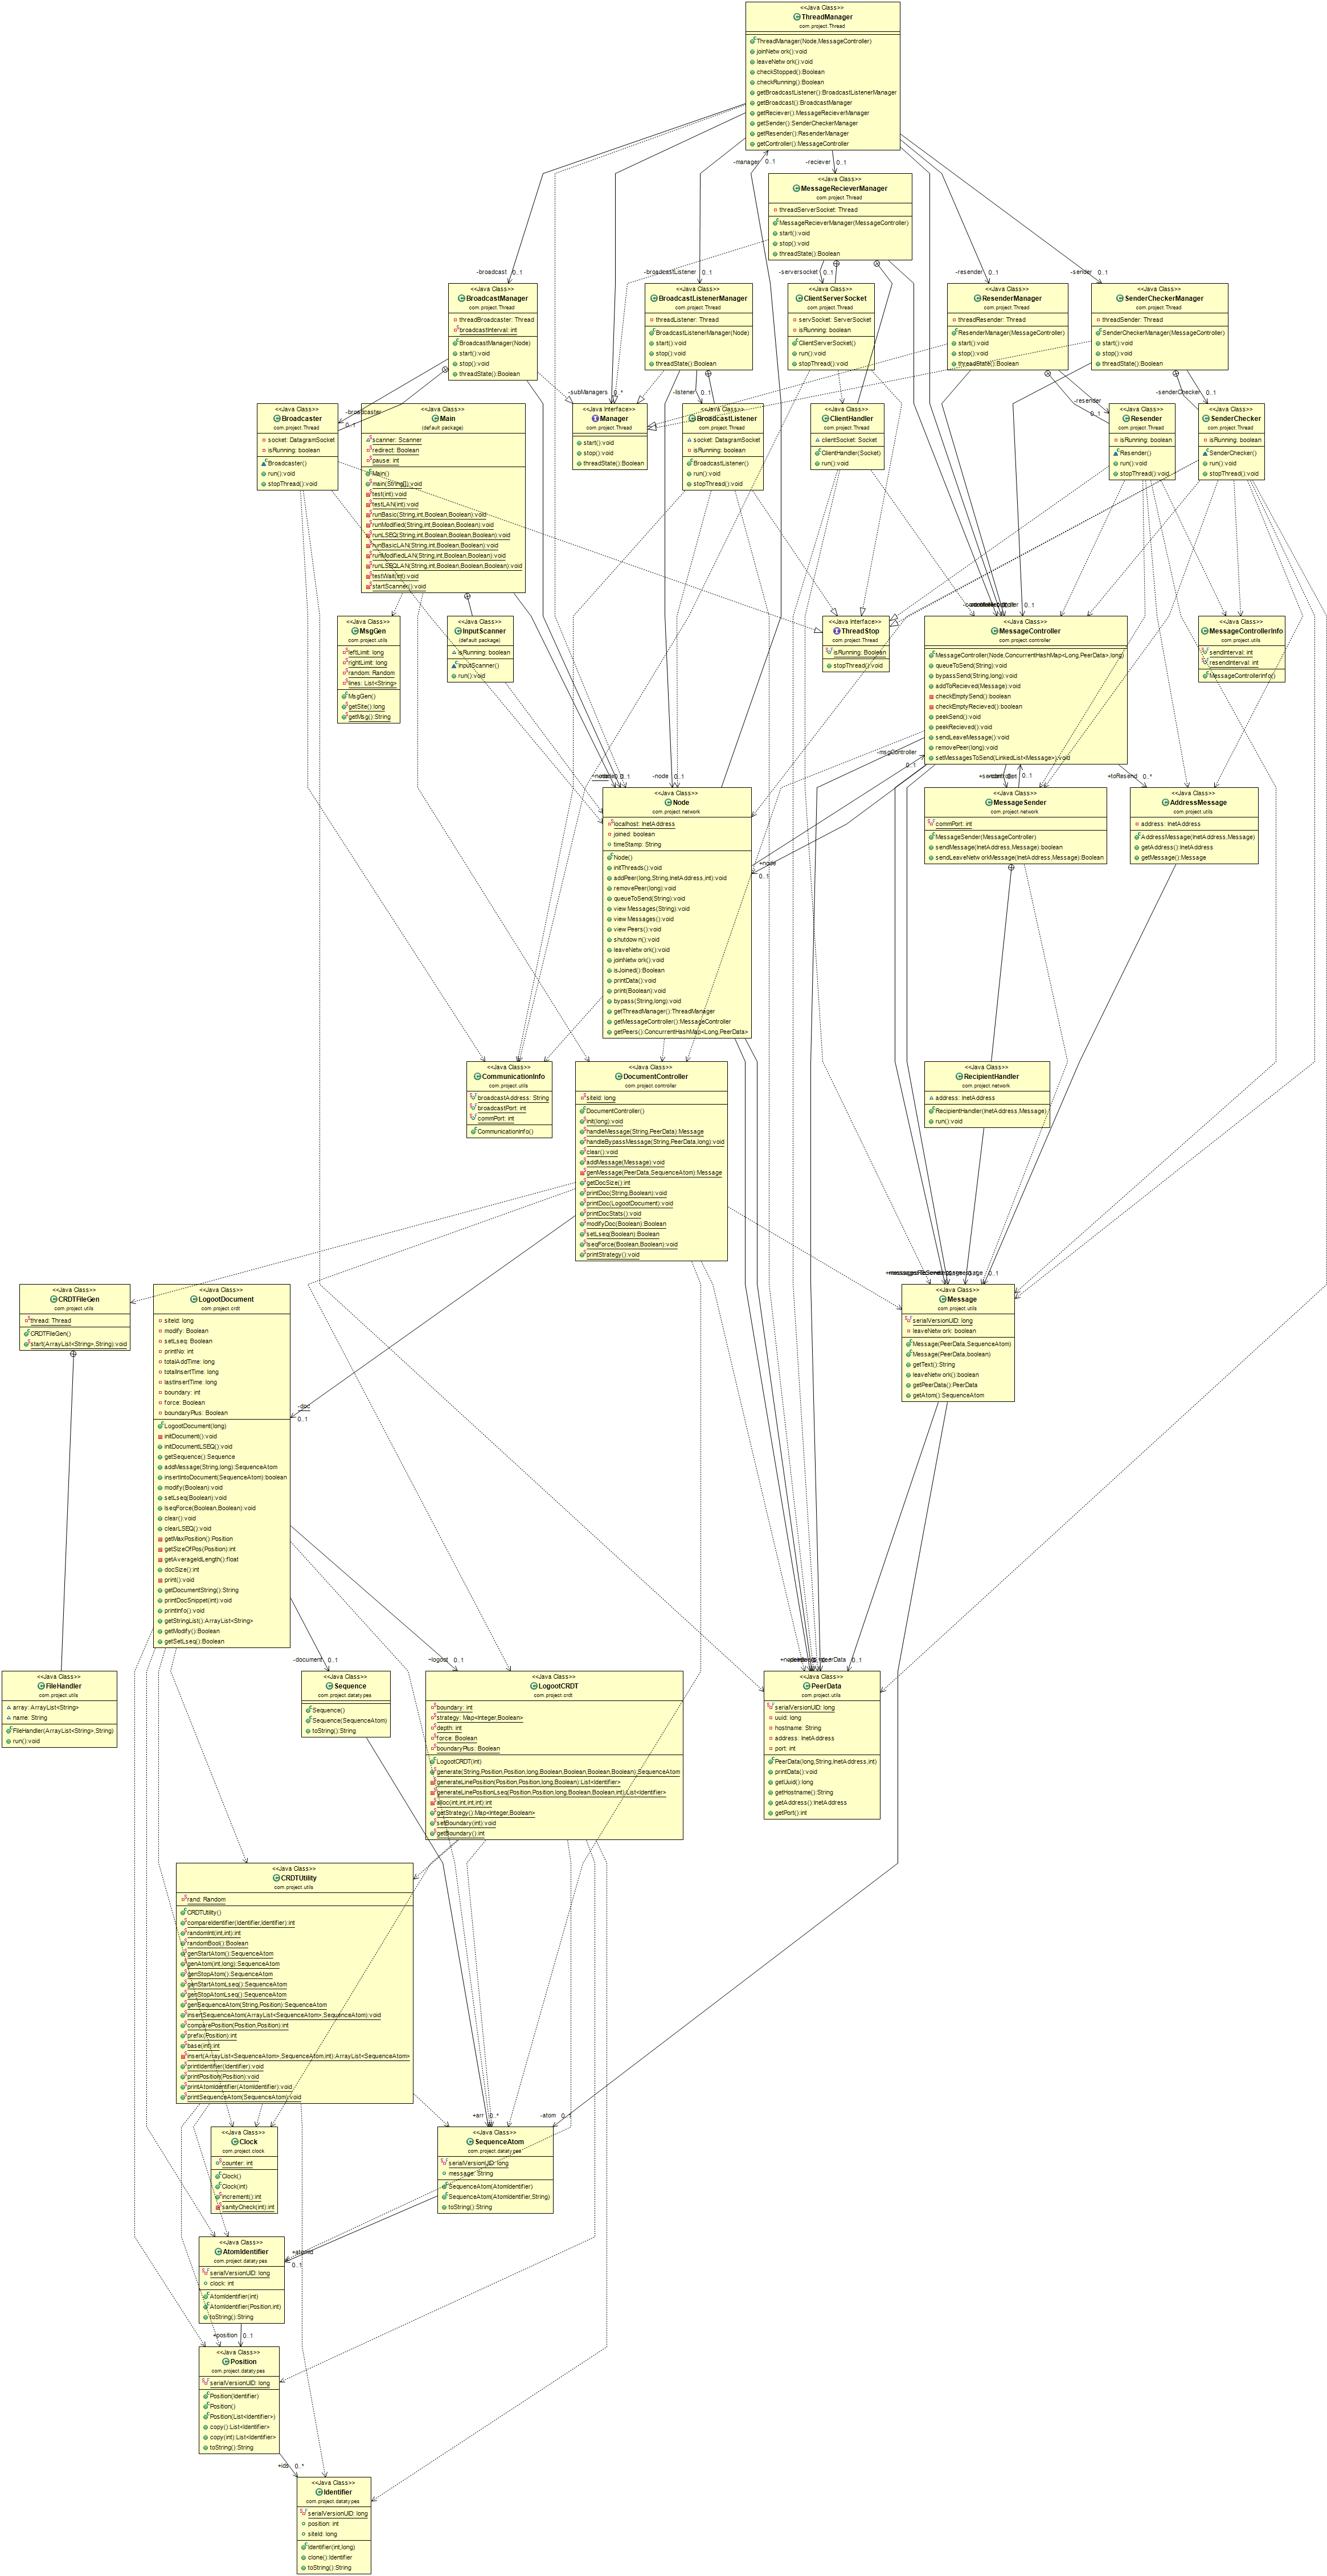 <<Java Class>>
ThreadManager
com.project.Thread
ThreadManager(Node,MessageController)
joinNetwork():void
leaveNetwork():void
checkStopped():Boolean
checkRunning():Boolean
getBroadcastListener():BroadcastListenerManager
getBroadcast():BroadcastManager
getReciever():MessageRecieverManager
getSender():SenderCheckerManager
getResender():ResenderManager
getController():MessageController
-manager 0..1
-reciever 0..1
<<Java Class>>
MessageRecieverManager
com.project.Thread
threadServerSocket: Thread
MessageRecieverManager(MessageController)
start():void
stop():void
threadState():Boolean
-broadcast 0..1
-broadcastListener 0..1
-serversocket 0..1
-resender 0..1
-sender 0..1
<<Java Class>>
BroadcastManager
com.project.Thread
threadBroadcaster: Thread
broadcastInterval: int
BroadcastManager(Node)
start():void
stop():void
threadState():Boolean
<<Java Class>>
BroadcastListenerManager
com.project.Thread
threadListener: Thread
BroadcastListenerManager(Node)
start():void
stop():void
threadState():Boolean
<<Java Class>>
ClientServerSocket
com.project.Thread
servSocket: ServerSocket
isRunning: boolean
ClientServerSocket()
run():void
stopThread():void
<<Java Class>>
ResenderManager
com.project.Thread
threadResender: Thread
ResenderManager(MessageController)
start():void
stop():void
threadState():Boolean
<<Java Class>>
SenderCheckerManager
com.project.Thread
threadSender: Thread
SenderCheckerManager(MessageController)
start():void
stop():void
threadState():Boolean
-broadcaster
0..1
-subManagers 0..*
-listener 0..1
-resender
0..1
-senderChecker 0..1
<<Java Class>>
Broadcaster
com.project.Thread
socket: DatagramSocket
isRunning: boolean
Broadcaster()
run():void
stopThread():void
<<Java Class>>
Main
(default package)
scanner: Scanner
redirect: Boolean
pause: int
Main()
main(String[]):void
test(int):void
testLAN(int):void
runBasic(String,int,Boolean,Boolean):void
runModified(String,int,Boolean,Boolean):void
runLSEQ(String,int,Boolean,Boolean,Boolean):void
runBasicLAN(String,int,Boolean,Boolean):void
runModifiedLAN(String,int,Boolean,Boolean):void
runLSEQLAN(String,int,Boolean,Boolean,Boolean):void
testWait(int):void
startScanner():void
<<Java Interface>>
Manager
com.project.Thread
start():void
stop():void
threadState():Boolean
<<Java Class>>
BroadcastListener
com.project.Thread
socket: DatagramSocket
isRunning: boolean
BroadcastListener()
run():void
stopThread():void
<<Java Class>>
ClientHandler
com.project.Thread
clientSocket: Socket
ClientHandler(Socket)
run():void
<<Java Class>>
Resender
com.project.Thread
isRunning: boolean
Resender()
run():void
stopThread():void
<<Java Class>>
SenderChecker
com.project.Thread
isRunning: boolean
SenderChecker()
run():void
stopThread():void
0..1
<<Java Class>>
MsgGen
com.project.utils
leftLimit: long
rightLimit: long
random: Random
lines: List<String>
MsgGen()
getSite():long
getMsg():String
<<Java Class>>
InputScanner
(default package)
isRunning: boolean
InputScanner()
run():void
<<Java Interface>>
ThreadStop
com.project.Thread
isRunning: Boolean
stopThread():void
<<Java Class>>
MessageController
com.project.controller
MessageController(Node,ConcurrentHashMap<Long,PeerData>,long)
queueToSend(String):void
bypassSend(String,long):void
addToRecieved(Message):void
checkEmptySend():boolean
checkEmptyRecieved():boolean
peekSend():void
peekRecieved():void
sendLeaveMessage():void
removePeer(long):void
setMessagesToSend(LinkedList<Message>):void
<<Java Class>>
MessageControllerInfo
com.project.utils
sendInterval: int
resendInterval: int
MessageControllerInfo()
-node 0..1
-msgController
0..1
0..1
+toResend 0..*
<<Java Class>>
Node
com.project.network
localhost: InetAddress
joined: boolean
timeStamp: String
Node()
initThreads():void
addPeer(long,String,InetAddress,int):void
removePeer(long):void
queueToSend(String):void
viewMessages(String):void
viewMessages():void
viewPeers():void
shutdown():void
leaveNetwork():void
joinNetwork():void
isJoined():Boolean
printData():void
print(Boolean):void
bypass(String,long):void
getThreadManager():ThreadManager
getMessageController():MessageController
getPeers():ConcurrentHashMap<Long,PeerData>
+node
0..1
<<Java Class>>
MessageSender
com.project.network
commPort: int
MessageSender(MessageController)
sendMessage(InetAddress,Message):boolean
sendLeaveNetworkMessage(InetAddress,Message):Boolean
<<Java Class>>
AddressMessage
com.project.utils
address: InetAddress
AddressMessage(InetAddress,Message)
getAddress():InetAddress
getMessage():Message
<<Java Class>>
CommunicationInfo
com.project.utils
broadcastAddress: String
broadcastPort: int
commPort: int
CommunicationInfo()
<<Java Class>>
DocumentController
com.project.controller
siteId: long
DocumentController()
init(long):void
handleMessage(String,PeerData):Message
handleBypassMessage(String,PeerData,long):void
clear():void
addMessage(Message):void
genMessage(PeerData,SequenceAtom):Message
getDocSize():int
printDoc(String,Boolean):void
printDoc(LogootDocument):void
printDocStats():void
modifyDoc(Boolean):Boolean
setLseq(Boolean):Boolean
lseqForce(Boolean,Boolean):void
printStrategy():void
<<Java Class>>
RecipientHandler
com.project.network
address: InetAddress
RecipientHandler(InetAddress,Message)
run():void
0..1
<<Java Class>>
CRDTFileGen
com.project.utils
thread: Thread
CRDTFileGen()
start(ArrayList<String>,String):void
<<Java Class>>
LogootDocument
com.project.crdt
siteId: long
modify: Boolean
setLseq: Boolean
printNo: int
totalAddTime: long
totalInsertTime: long
lastInsertTime: long
boundary: int
force: Boolean
boundaryPlus: Boolean
LogootDocument(long)
initDocument():void
initDocumentLSEQ():void
getSequence():Sequence
addMessage(String,long):SequenceAtom
insertIntoDocument(SequenceAtom):boolean
modify(Boolean):void
setLseq(Boolean):void
lseqForce(Boolean,Boolean):void
clear():void
clearLSEQ():void
getMaxPosition():Position
getSizeOfPos(Position):int
getAverageIdLength():float
docSize():int
print():void
getDocumentString():String
printDocSnippet(int):void
printInfo():void
getStringList():ArrayList<String>
getModify():Boolean
getSetLseq():Boolean
-doc
0..1
<<Java Class>>
Message
com.project.utils
serialVersionUID: long
leaveNetwork: boolean
Message(PeerData,SequenceAtom)
Message(PeerData,boolean)
getText():String
leaveNetwork():boolean
getPeerData():PeerData
getAtom():SequenceAtom
-document 0..1
~logoot 0..1
0..1
<<Java Class>>
FileHandler
com.project.utils
array: ArrayList<String>
name: String
FileHandler(ArrayList<String>,String)
run():void
<<Java Class>>
Sequence
com.project.datatypes
Sequence()
Sequence(SequenceAtom)
toString():String
<<Java Class>>
LogootCRDT
com.project.crdt
boundary: int
strategy: Map<Integer,Boolean>
depth: int
force: Boolean
boundaryPlus: Boolean
LogootCRDT(int)
generate(String,Position,Position,long,Boolean,Boolean,Boolean,Boolean):SequenceAtom
generateLinePosition(Position,Position,long,Boolean):List<Identifier>
generateLinePositionLseq(Position,Position,long,Boolean,Boolean,int):List<Identifier>
alloc(int,int,int,int):int
getStrategy():Map<Integer,Boolean>
setBoundary(int):void
getBoundary():int
<<Java Class>>
PeerData
com.project.utils
serialVersionUID: long
uuid: long
hostname: String
address: InetAddress
port: int
PeerData(long,String,InetAddress,int)
printData():void
getUuid():long
getHostname():String
getAddress():InetAddress
getPort():int
<<Java Class>>
CRDTUtility
com.project.utils
rand: Random
CRDTUtility()
compareIdentifier(Identifier,Identifier):int
randomInt(int,int):int
randomBool():Boolean
genStartAtom():SequenceAtom
genAtom(int,long):SequenceAtom
genStopAtom():SequenceAtom
genStartAtomLseq():SequenceAtom
genStopAtomLseq():SequenceAtom
genSequenceAtom(String,Position):SequenceAtom
insertSequenceAtom(ArrayList<SequenceAtom>,SequenceAtom):void
comparePosition(Position,Position):int
prefix(Position):int
base(int):int
insert(ArrayList<SequenceAtom>,SequenceAtom,int):ArrayList<SequenceAtom>
printIdentifier(Identifier):void
printPosition(Position):void
printAtomIdentifier(AtomIdentifier):void
printSequenceAtom(SequenceAtom):void
+arr 0..*
-atom 0..1
<<Java Class>>
Clock
com.project.clock
counter: int
Clock()
Clock(int)
increment():int
sanityCheck(int):int
<<Java Class>>
SequenceAtom
com.project.datatypes
serialVersionUID: long
message: String
SequenceAtom(AtomIdentifier)
SequenceAtom(AtomIdentifier,String)
toString():String
+atomId
0..1
<<Java Class>>
AtomIdentifier
com.project.datatypes
serialVersionUID: long
clock: int
AtomIdentifier(int)
AtomIdentifier(Position,int)
toString():String
+position 0..1
<<Java Class>>
Position
com.project.datatypes
serialVersionUID: long
Position(Identifier)
Position()
Position(List<Identifier>)
copy():List<Identifier>
copy(int):List<Identifier>
toString():String
+ids 0..*
<<Java Class>>
Identifier
com.project.datatypes
serialVersionUID: long
position: int
siteId: long
Identifier(int,long)
clone():Identifier
toString():String